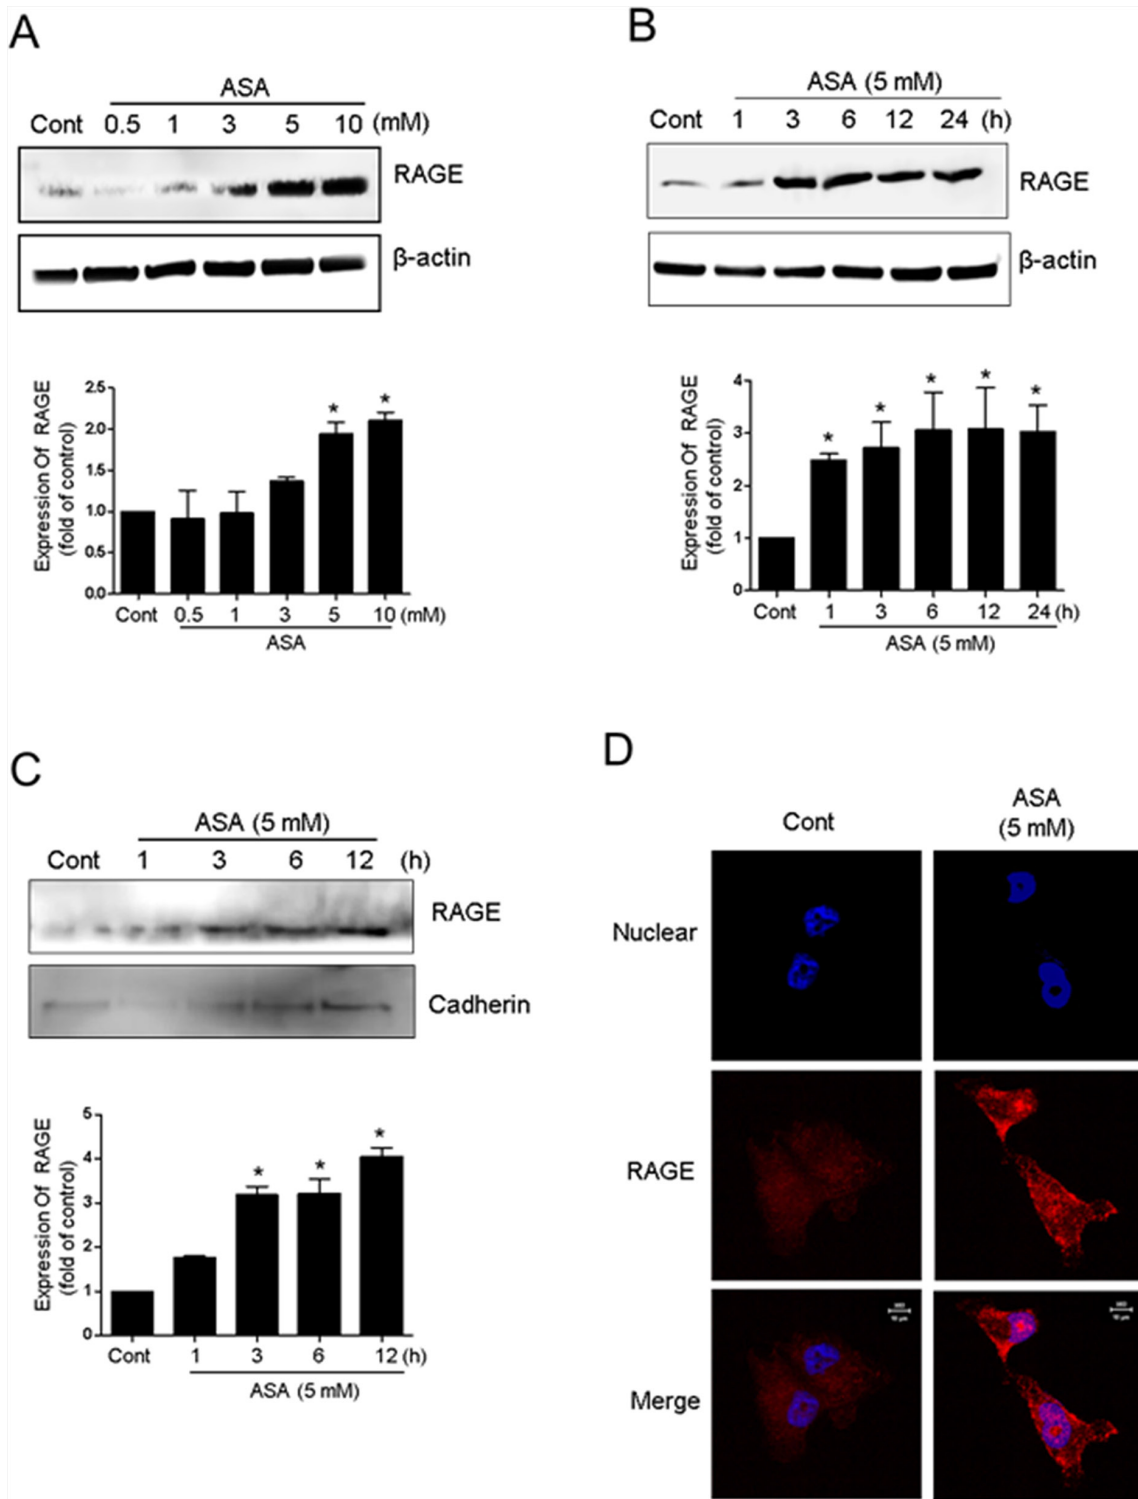 A
ASA
Cont 0.5 1 3 5 10 (mM)
RAGE
β-actin
Expression Of RAGE
(fold of control)
2.5
2.0
1.5
1.0
0.5
0.0
* *
Cont 0.5 1 3 5 10 (mM)
ASA
B
ASA (5 mM)
Cont 1 3 6 12 24 (h)
RAGE
β-actin
Expression Of RAGE
(fold of control)
4
3
2
1
0
* * * * *
Cont 1 3 6 12 24 (h)
ASA (5 mM)
C
ASA (5 mM)
Cont 1 3 6 12 (h)
RAGE
Cadherin
Expression Of RAGE
(fold of control)
5
4
3
2
1
0
* * *
Cont 1 3 6 12 (h)
ASA (5 mM)
D
Cont
ASA
(5 mM)
Nuclear
RAGE
Merge
10 μm
10 μm